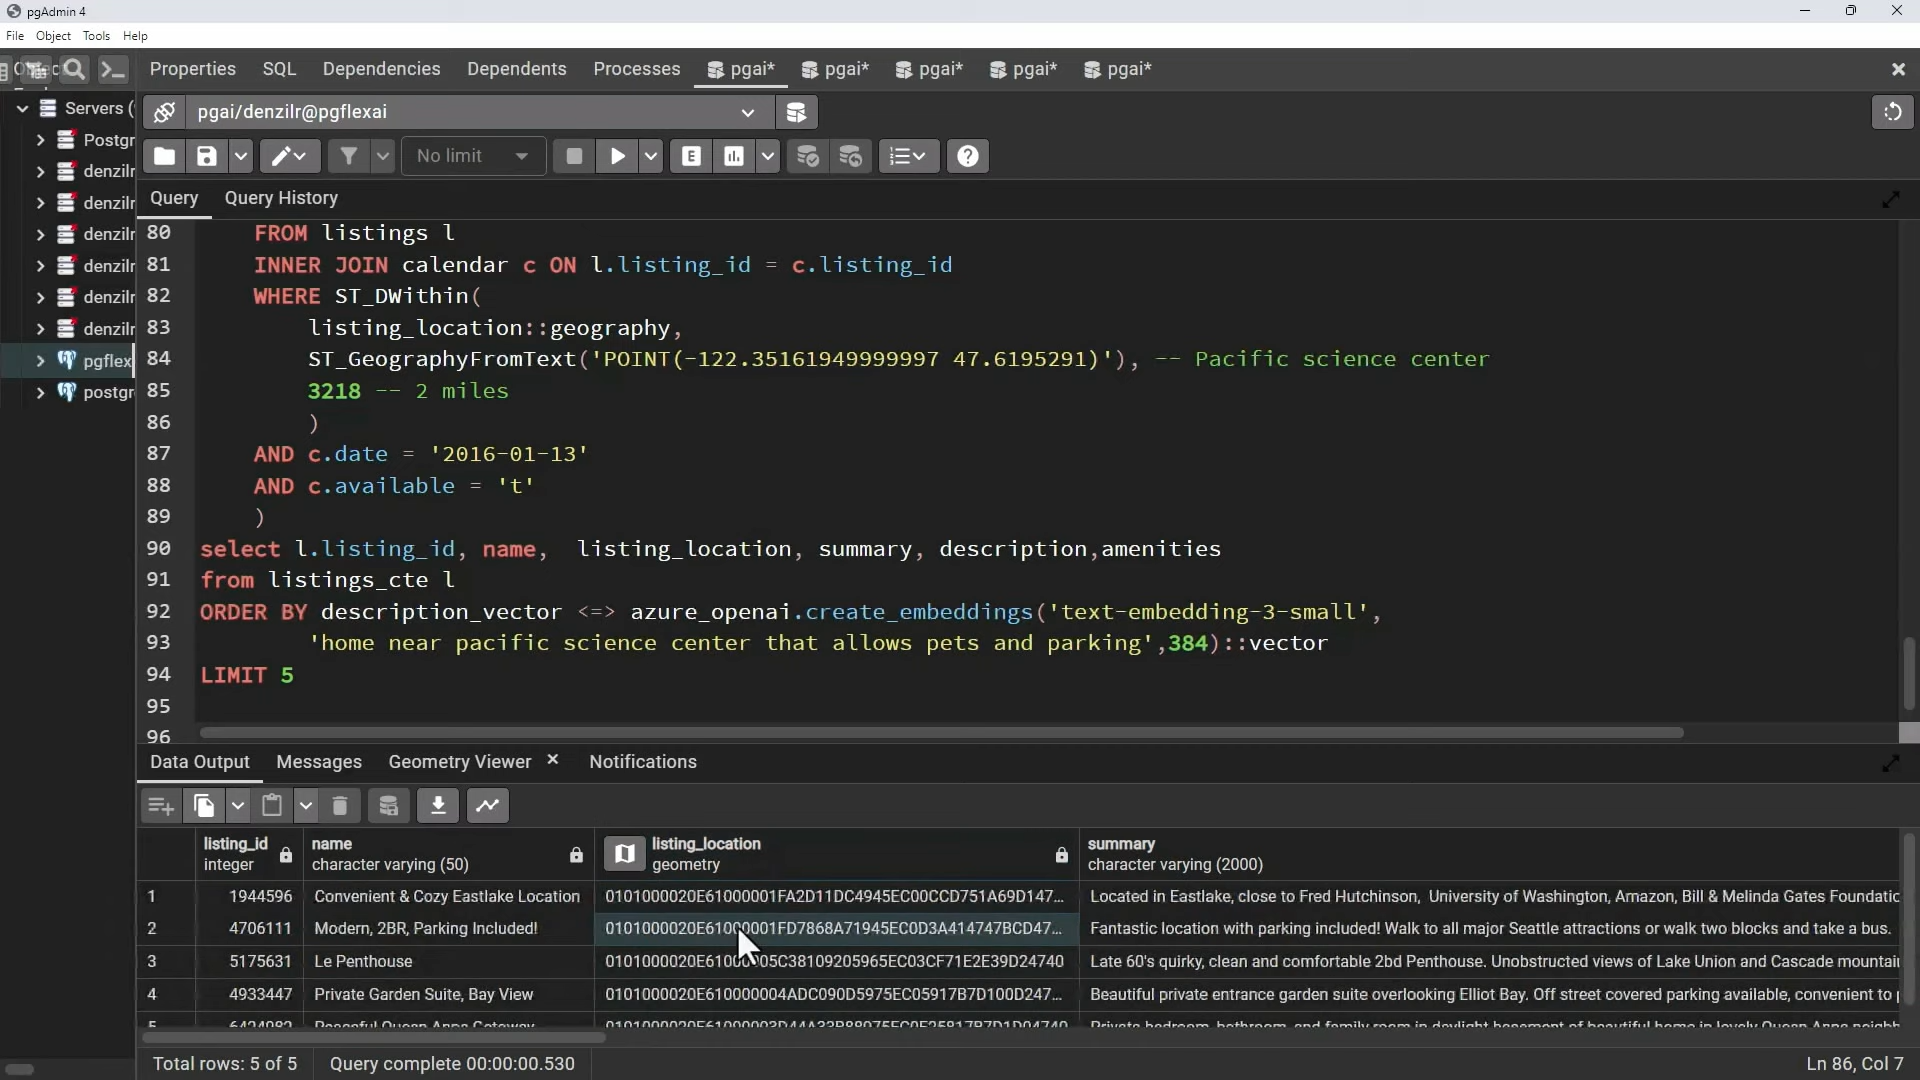 pgAdmin 4
File Object Tools Help
Properties SQL Dependencies Dependents Processes pgai* pgai* pgai* pgai* pgai*
Servers (
Postgr
denzilr
denzilr
denzilr
denzilr
denzilr
denzilr
pgflex
postgr
pgai/denzilr@pgflexai
No limit
Query Query History
80 FROM listings l
81 INNER JOIN calendar c ON l.listing_id = c.listing_id
82 WHERE ST_DWithin(
83 listing_location::geography,
84 ST_GeographyFromText('POINT(-122.35161949999997 47.6195291)'), -- Pacific science center
85 3218 -- 2 miles
86 )
87 AND c.date = '2016-01-13'
88 AND c.available = 't'
89 )
90 select l.listing_id, name, listing_location, summary, description,amenities
91 from listings_cte l
92 ORDER BY description_vector <=> azure_openai.create_embeddings('text-embedding-3-small',
93 'home near pacific science center that allows pets and parking',384)::vector
94 LIMIT 5
95
96
Data Output Messages Geometry Viewer Notifications
listing_id name listing_location summary
integer character varying (50) geometry character varying (2000)
1 1944596 Convenient & Cozy Eastlake Location 0101000020E61000001FA2D11DC4945EC00CCD751A69D147... Located in Eastlake, close to Fred Hutchinson, University of Washington, Amazon, Bill & Melinda Gates Foundatic
2 4706111 Modern, 2BR, Parking Included! 0101000020E61000001FD7868A71945EC0D3A414747BCD47... Fantastic location with parking included! Walk to all major Seattle attractions or walk two blocks and take a bus.
3 5175631 Le Penthouse Late 60's quirky, clean and comfortable 2bd Penthouse. Unobstructed views of Lake Union and Cascade mountai
4 4933447 Private Garden Suite, Bay View 0101000020E610000004ADC090D5975EC05917B7D100D247... Beautiful private entrance garden suite overlooking Elliot Bay. Off street covered parking available, convenient to
Total rows: 5 of 5 Query complete 00:00:00.530 Ln 86, Col 7